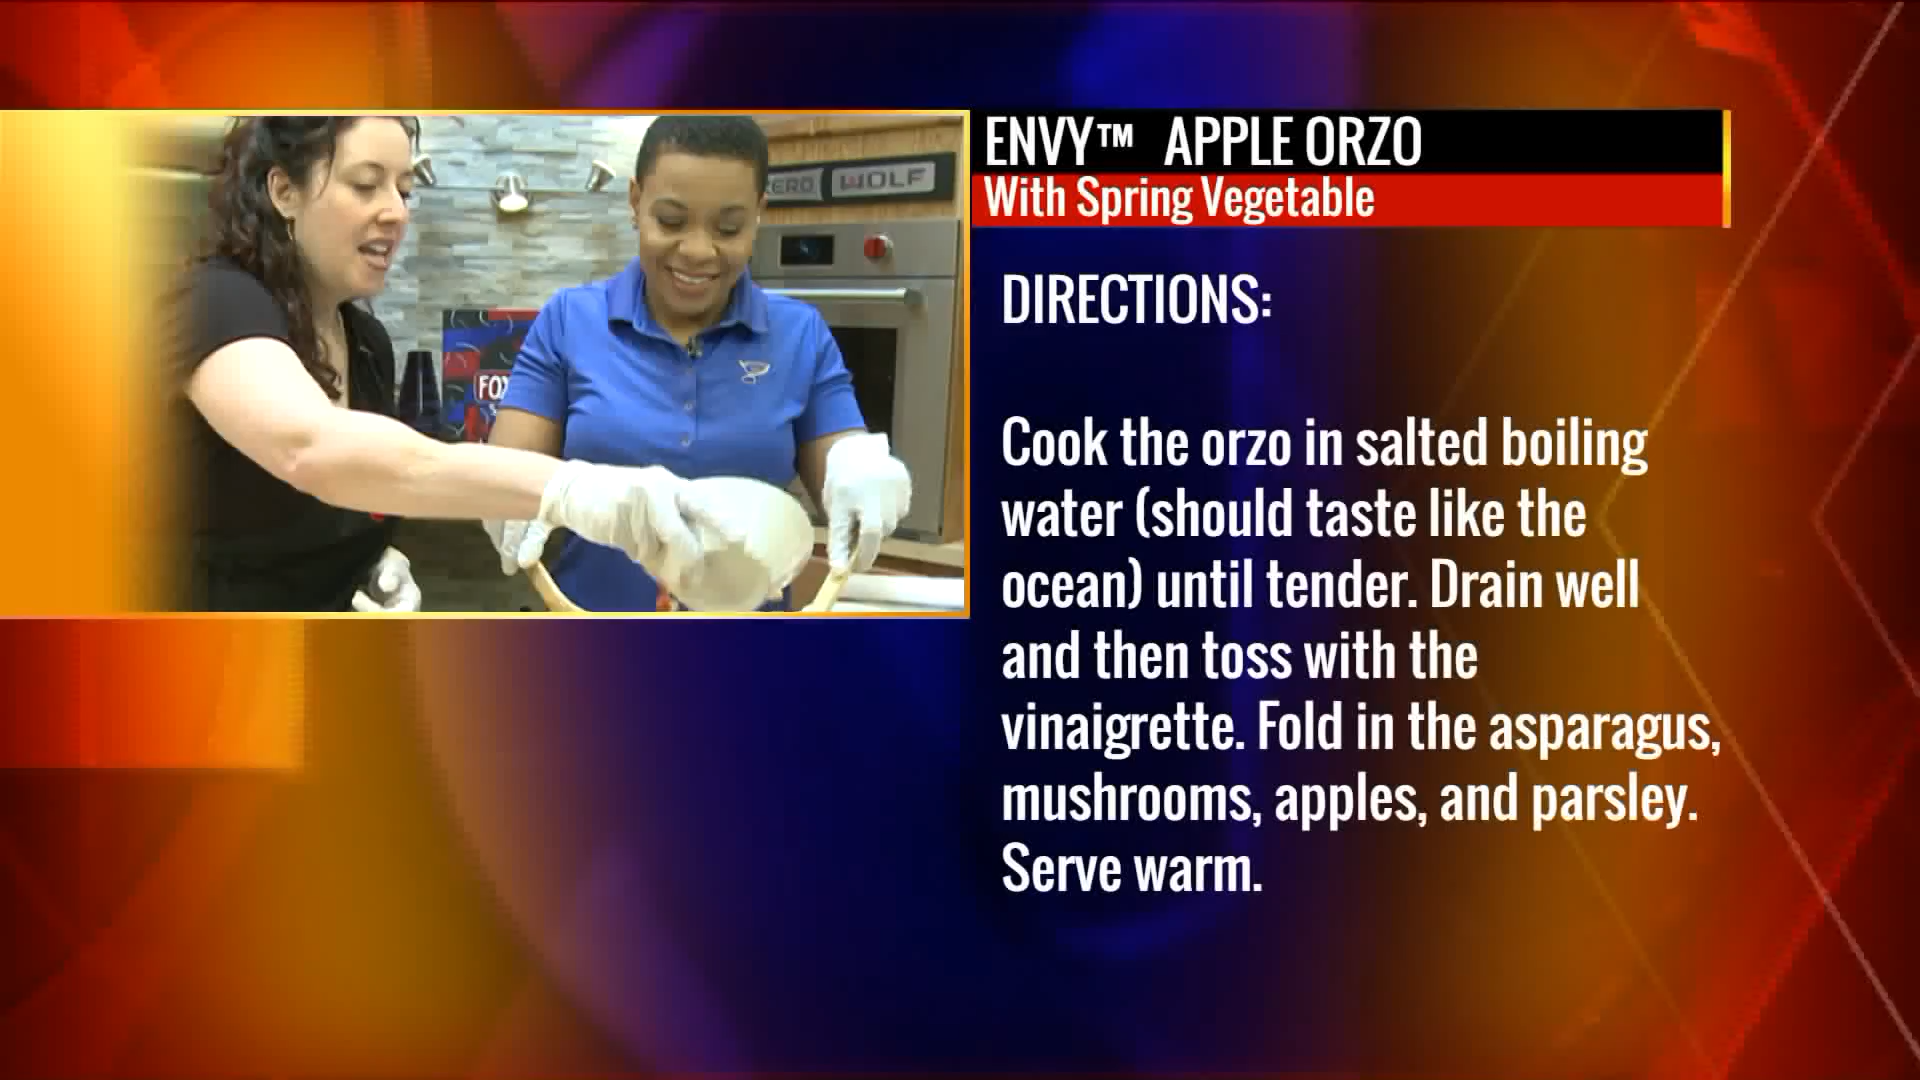 ENVY™ APPLE ORZO
With Spring Vegetable
DIRECTIONS:
Cook the orzo in salted boiling
water (should taste like the
ocean) until tender. Drain well
and then toss with the
vinaigrette. Fold in the asparagus,
mushrooms, apples, and parsley.
Serve warm.
WOLF
FOX